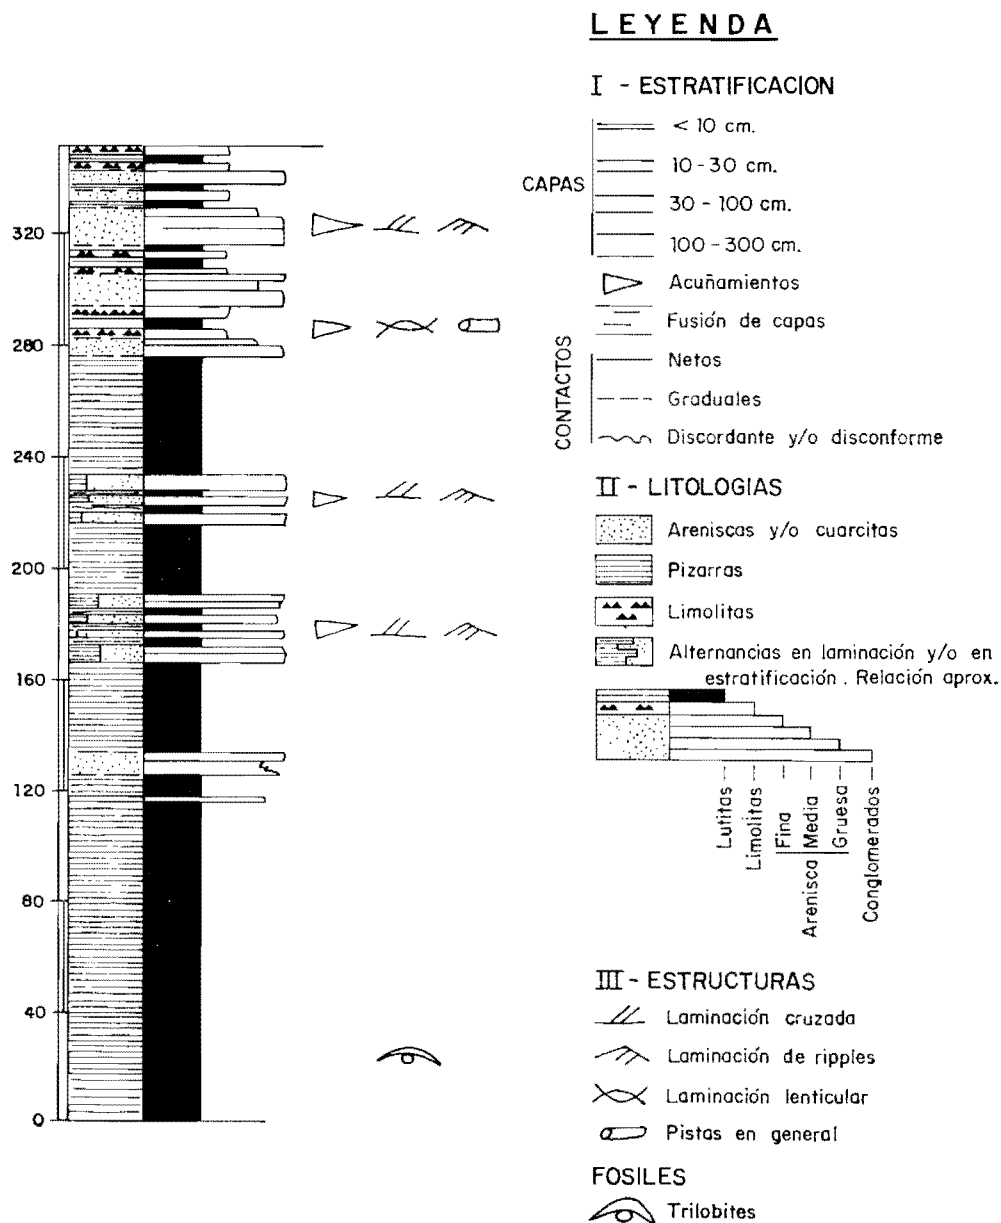 LEYENDA
I - ESTRATIFICACION
CAPAS
< 10 cm.
10-30 cm.
30 - 100 cm.
100-300 cm.
Acuñamientos
Fusión de capas
CONTACTOS
Netos
Graduales
Discordante y/o disconforme
II - LITOLOGIAS
Areniscas y/o cuarcitas
Pizarras
Limolitas
Alternancias en laminación y/o en
estratificación. Relación aprox.
Lutitas
Limolitas
Fina
Media
Gruesa
Arenisca
Conglomerados
III - ESTRUCTURAS
Laminación cruzada
Laminación de ripples
Laminación lenticular
Pistas en general
FOSILES
Trilobites
320
280
240
200
160
120
80
40
0